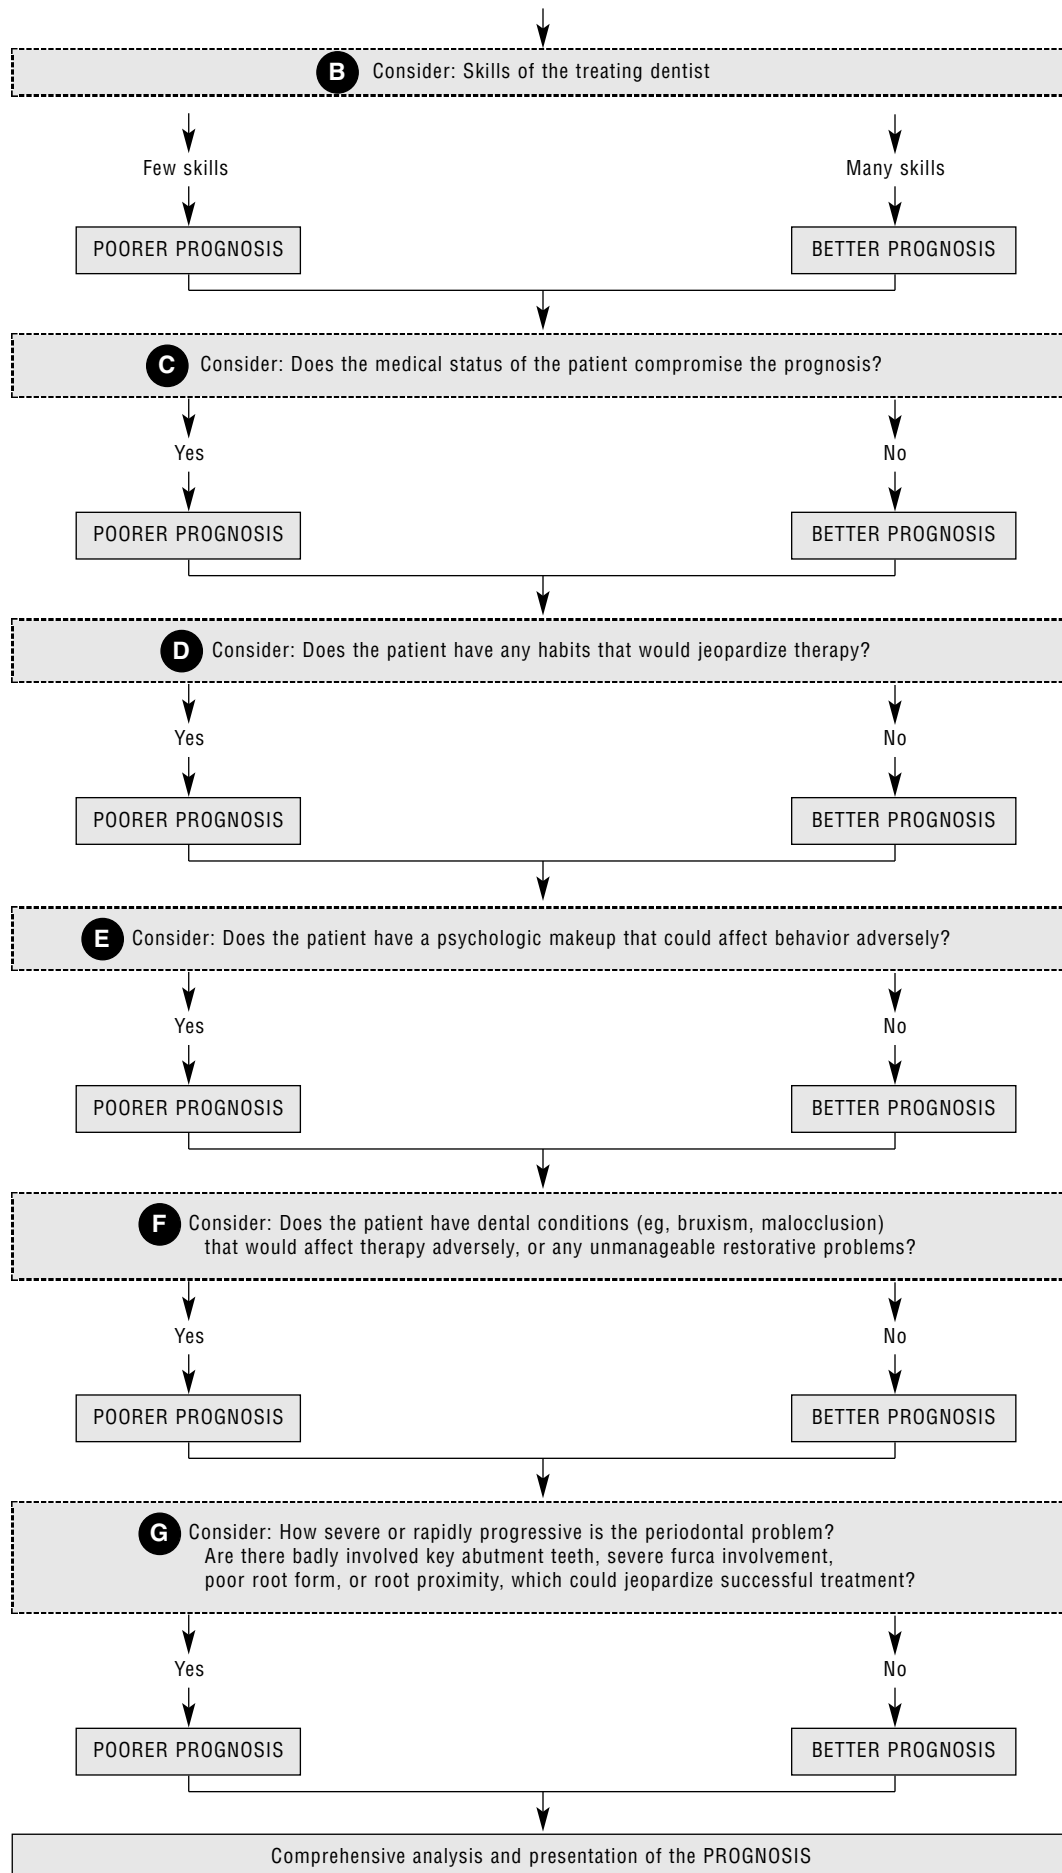 B Consider: Skills of the treating dentist
Few skills Many skills
POORER PROGNOSIS BETTER PROGNOSIS
C Consider: Does the medical status of the patient compromise the prognosis?
Yes No
POORER PROGNOSIS BETTER PROGNOSIS
D Consider: Does the patient have any habits that would jeopardize therapy?
Yes No
POORER PROGNOSIS BETTER PROGNOSIS
E Consider: Does the patient have a psychologic makeup that could affect behavior adversely?
Yes No
POORER PROGNOSIS BETTER PROGNOSIS
F Consider: Does the patient have dental conditions (eg, bruxism, malocclusion)
that would affect therapy adversely, or any unmanageable restorative problems?
Yes No
POORER PROGNOSIS BETTER PROGNOSIS
G Consider: How severe or rapidly progressive is the periodontal problem?
Are there badly involved key abutment teeth, severe furca involvement,
poor root form, or root proximity, which could jeopardize successful treatment?
Yes No
POORER PROGNOSIS BETTER PROGNOSIS
Comprehensive analysis and presentation of the PROGNOSIS